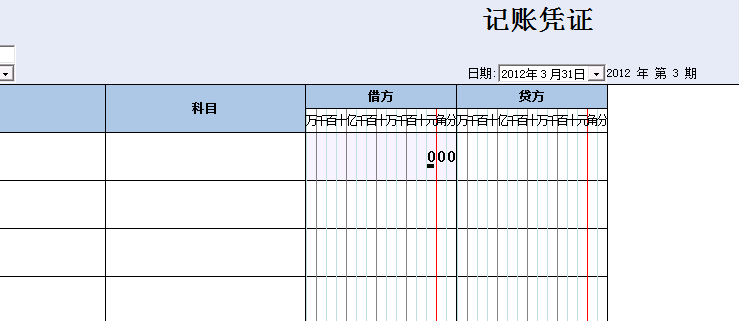 记账凭证
日期: 2012年 3 月31日 2012 年 第 3 期
科目 借方 贷方
万千百十亿千百十万千百十元角分 万千百十亿千百十万千百十元角分
000